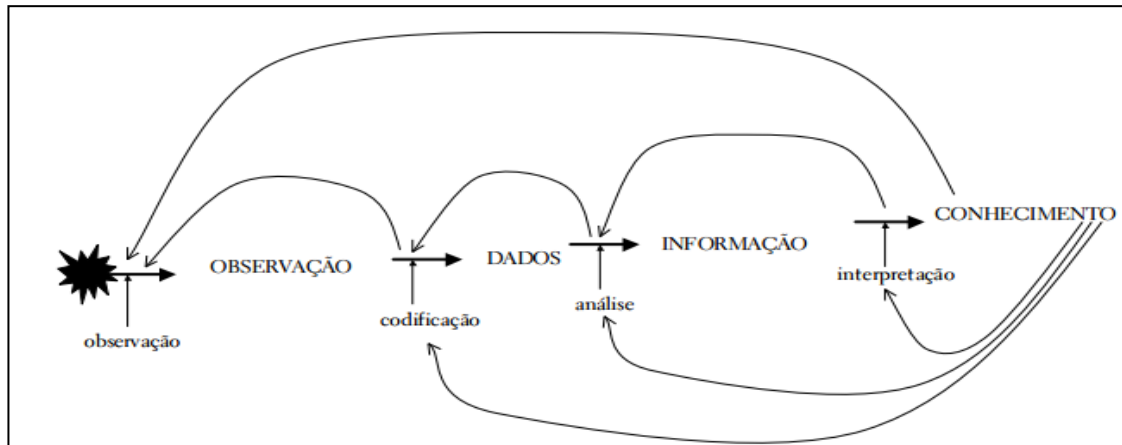 CONHECIMENTO
INFORMAÇÃO
DADOS
OBSERVAÇÃO
interpretação
análise
codificação
observação